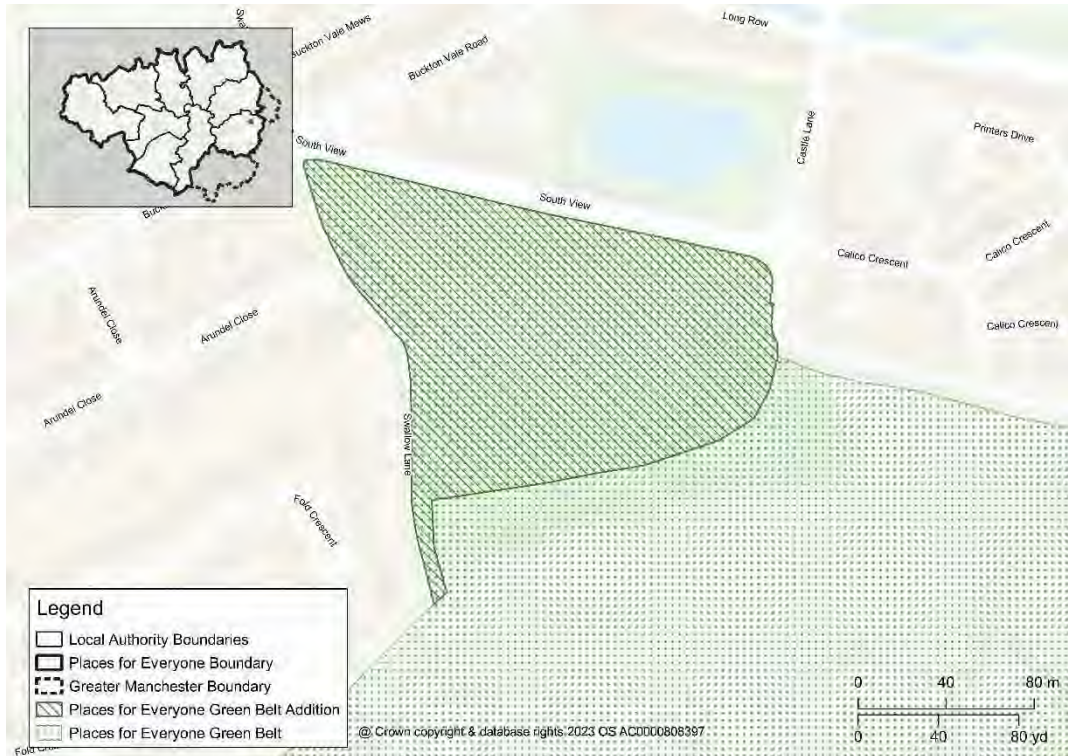 Long Row
Buckton Vale Mews
Buckton Vale Road
Castle Lane
Printers Drive
South View
South View
Calico Crescent
Calico Crescent
Calico Crescent
Arundel Close
Arundel Close
Arundel Close
Swallow Lane
Fold Crescent
Legend
Local Authority Boundaries
Places for Everyone Boundary
Greater Manchester Boundary
Places for Everyone Green Belt Addition
Places for Everyone Green Belt
@ Crown copyright & database rights 2023 OS AC0000808397
0 40 80 m
0 40 80 yd